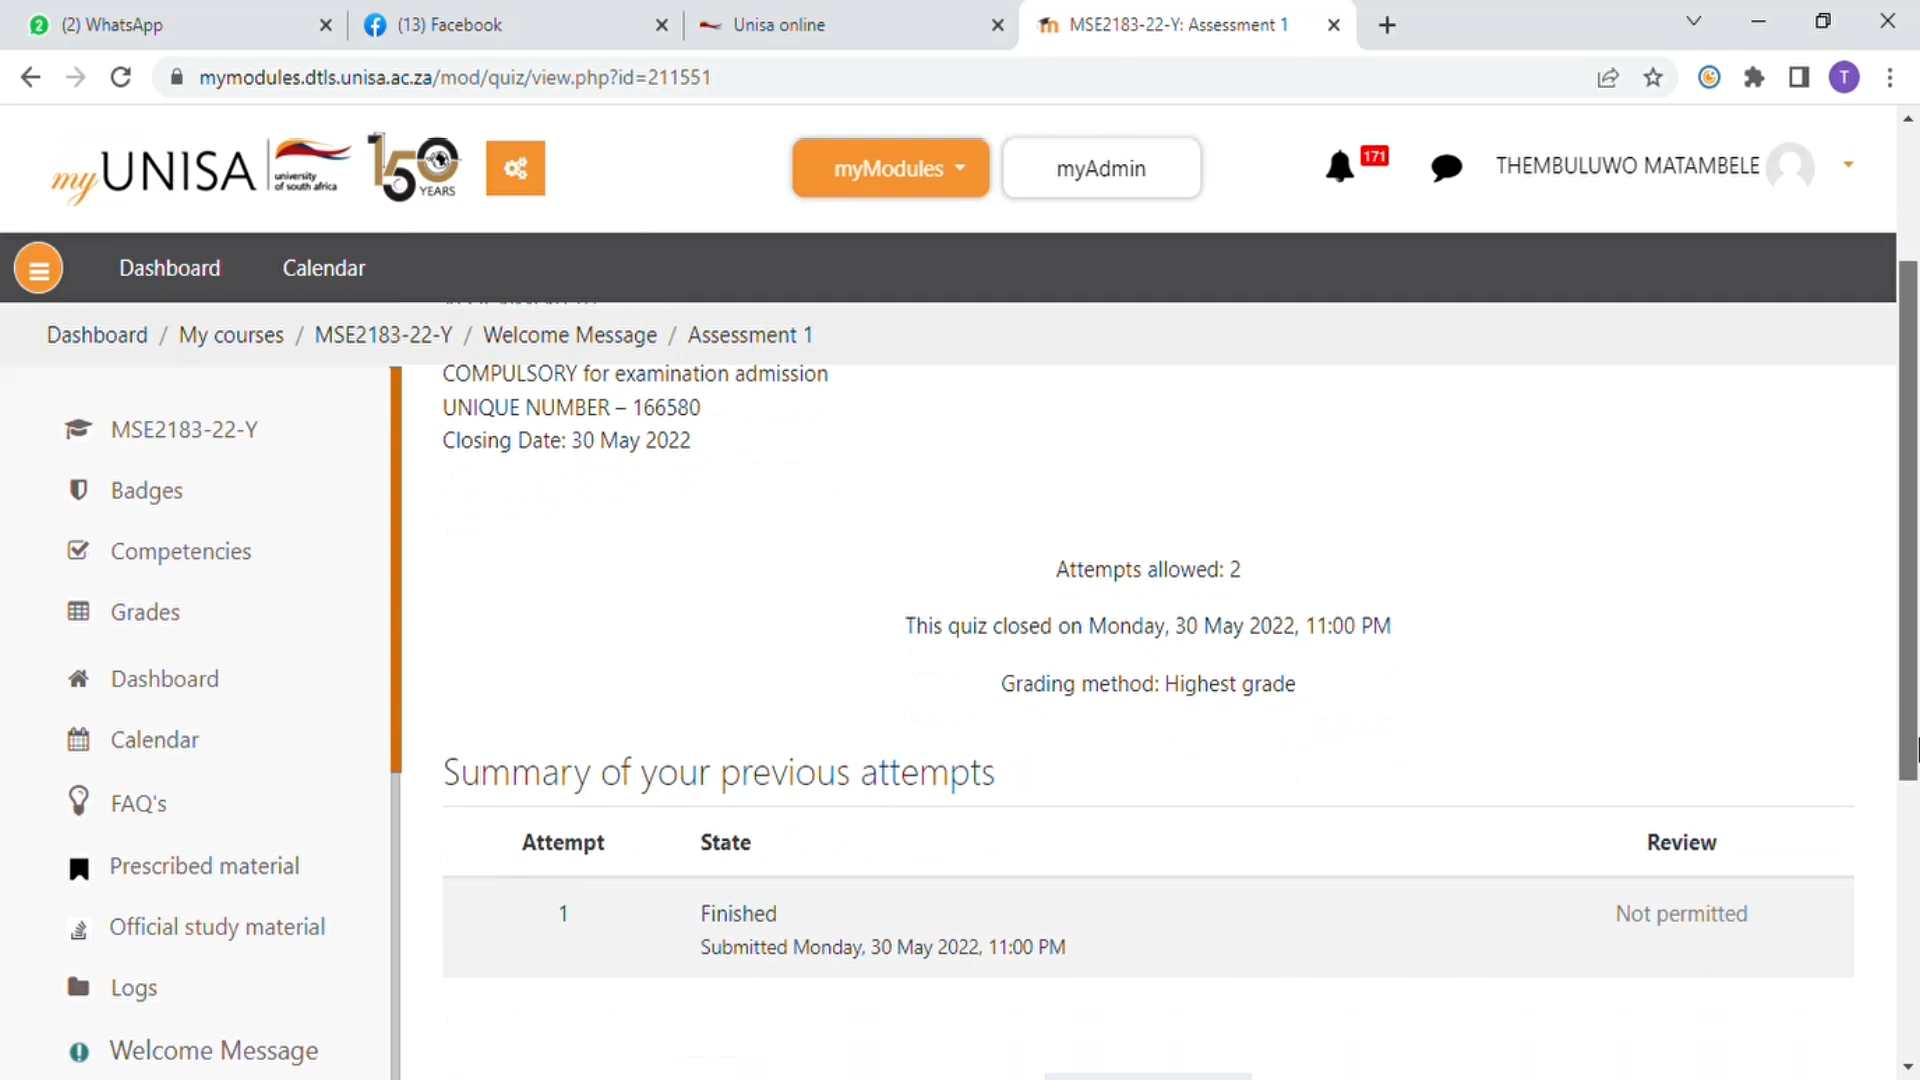 (2) WhatsApp
(13) Facebook
Unisa online
MSE2183-22-Y: Assessment 1
mymodules.dtls.unisa.ac.za/mod/quiz/view.php?id=211551
T
myUNISA
university
of south africa
150
YEARS
myModules
myAdmin
171
THEMBULUWO MATAMBELE
Dashboard
Calendar
Dashboard / My courses / MSE2183-22-Y / Welcome Message / Assessment 1
COMPULSORY for examination admission
UNIQUE NUMBER – 166580
Closing Date: 30 May 2022
MSE2183-22-Y
Badges
Competencies
Grades
Dashboard
Calendar
FAQ's
Prescribed material
Official study material
Logs
Welcome Message
Attempts allowed: 2
This quiz closed on Monday, 30 May 2022, 11:00 PM
Grading method: Highest grade
Summary of your previous attempts
Attempt State Review
1 Finished Not permitted
Submitted Monday, 30 May 2022, 11:00 PM